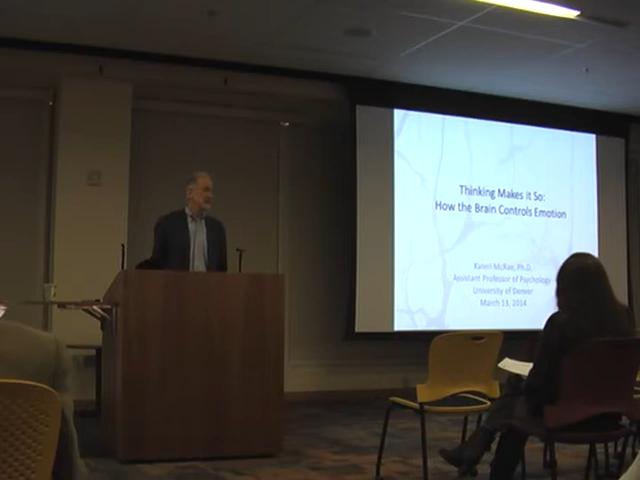 Thinking Makes it So:
How the Brain Controls Emotion
Kateri McRae, Ph.D.
Assistant Professor of Psychology
University of Denver
March 13, 2014